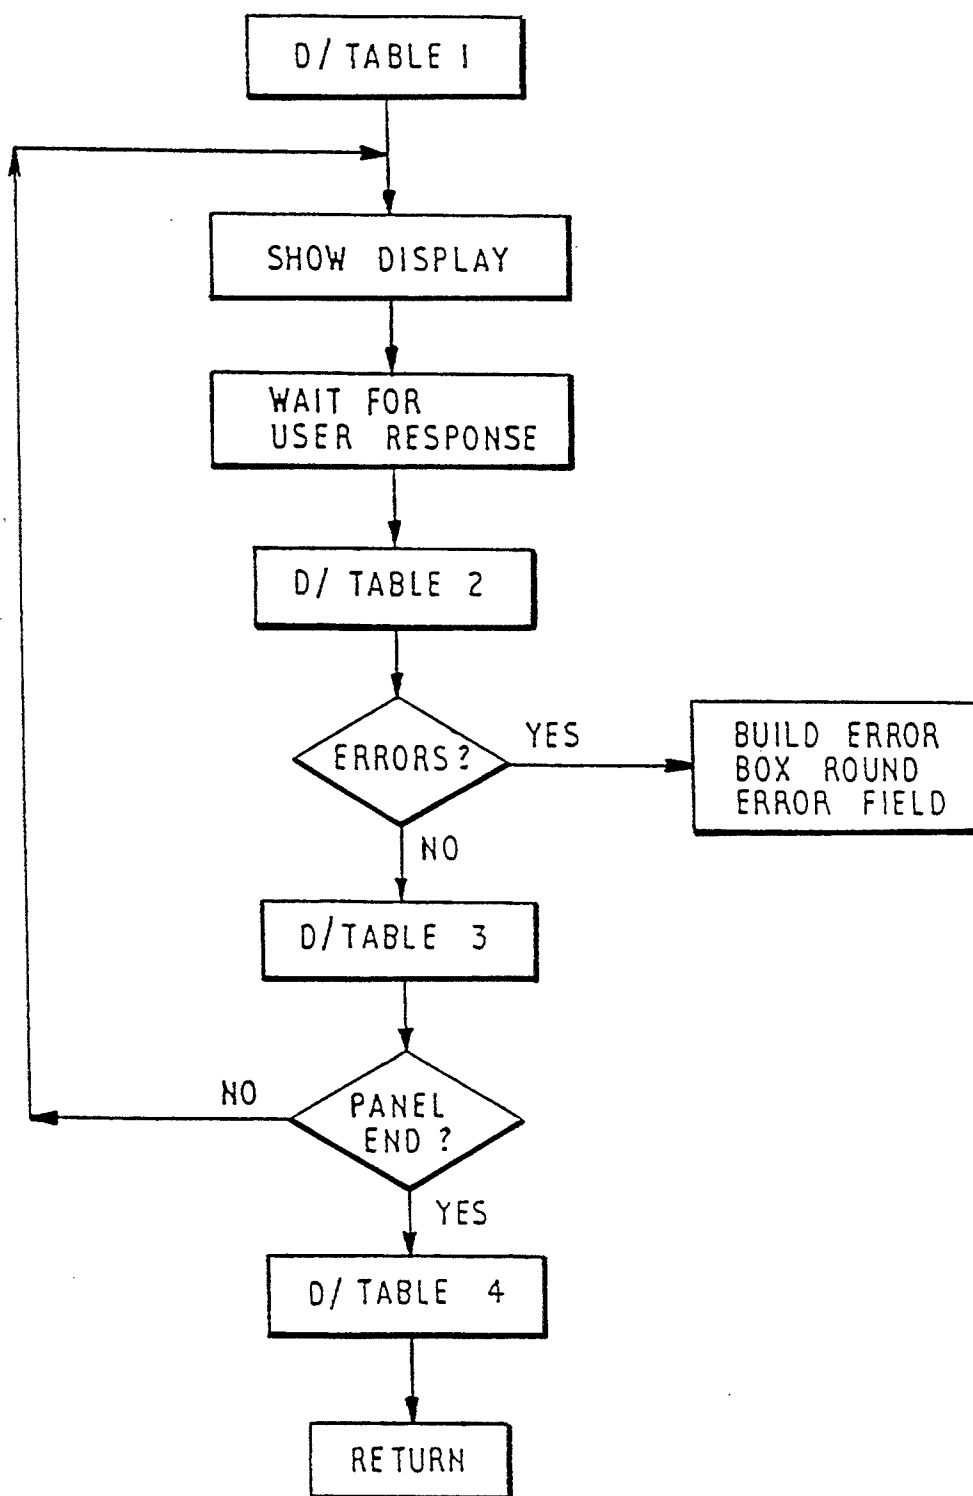 D/ TABLE 1
SHOW DISPLAY
WAIT FOR
USER RESPONSE
D/ TABLE 2
ERRORS?
YES
BUILD ERROR
BOX ROUND
ERROR FIELD
NO
D/TABLE 3
PANEL
END ?
NO
YES
D/ TABLE 4
RETURN